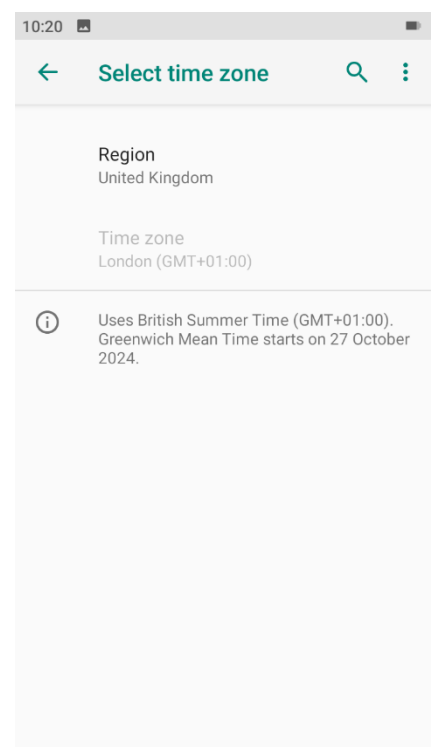 10:20
Select time zone
Region
United Kingdom
Time zone
London (GMT+01:00)
Uses British Summer Time (GMT+01:00).
Greenwich Mean Time starts on 27 October
2024.